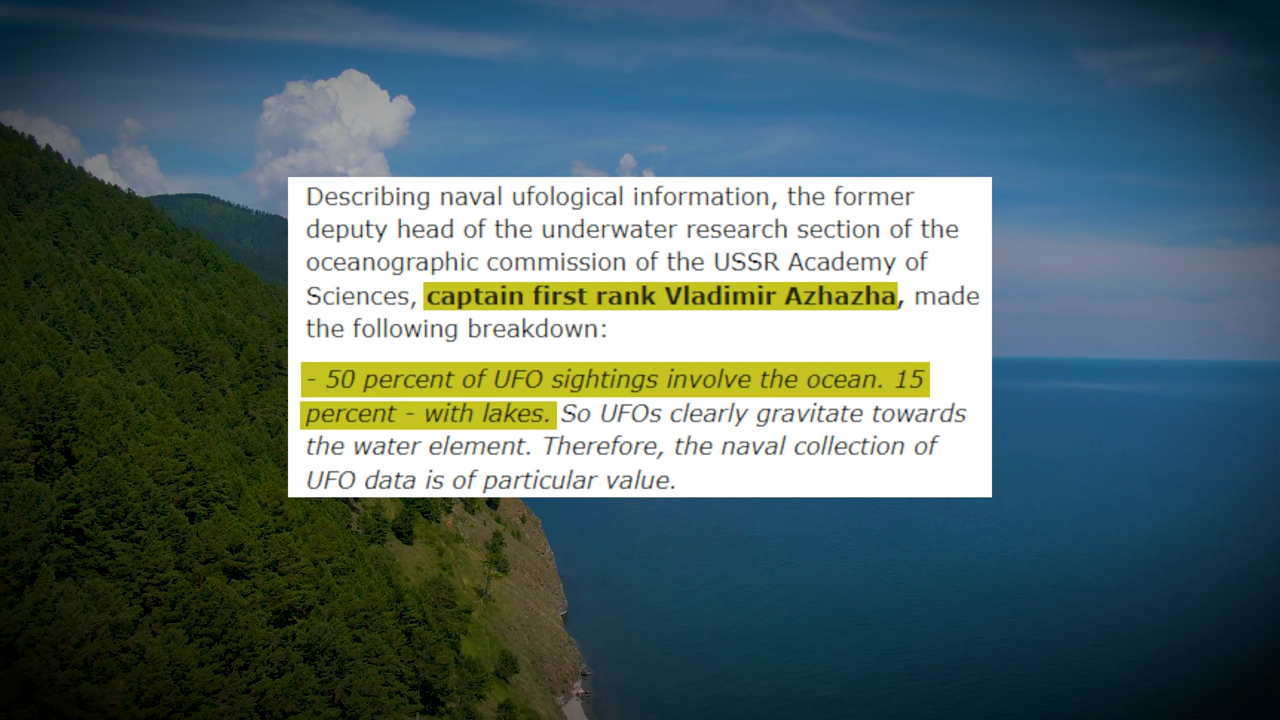 Describing naval ufological information, the former
deputy head of the underwater research section of the
oceanographic commission of the USSR Academy of
Sciences, captain first rank Vladimir Azhazha, made
the following breakdown:
- 50 percent of UFO sightings involve the ocean. 15
percent - with lakes. So UFOs clearly gravitate towards
the water element. Therefore, the naval collection of
UFO data is of particular value.